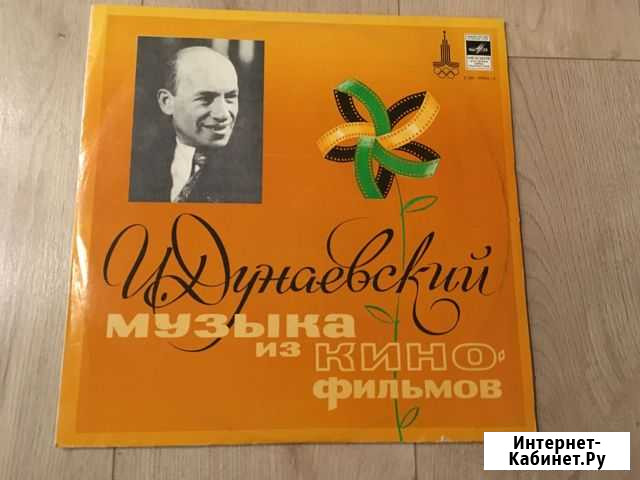 И. Дунаевский
МУЗЫКА
ИЗ КИНО-
ФИЛЬМОВ
Интернет-
Кабинет.Ру